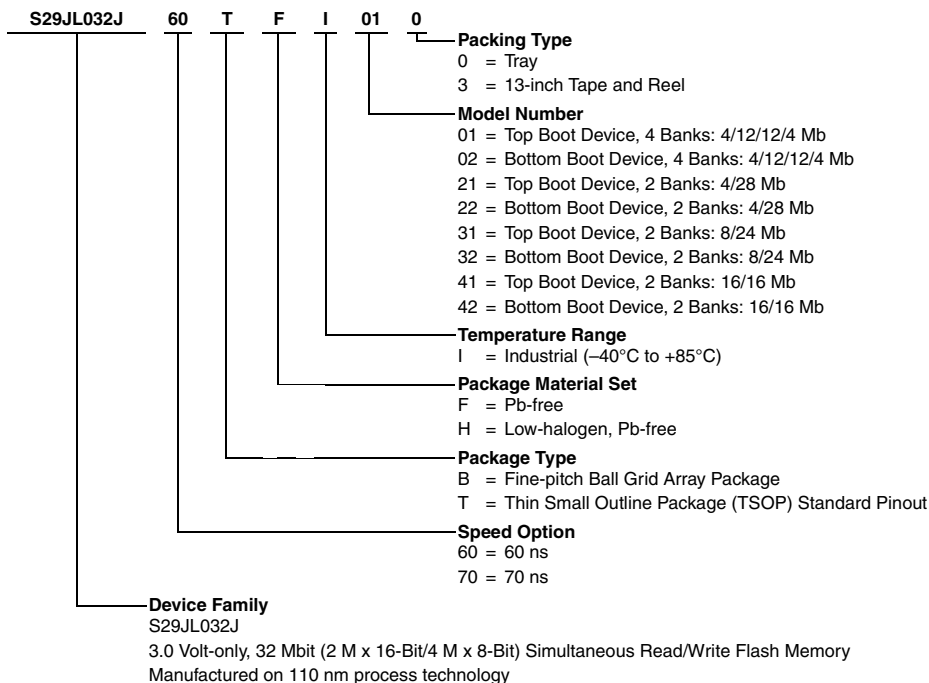 S29JL032J 60 T F I 01 0
Packing Type
0 = Tray
3 = 13-inch Tape and Reel
Model Number
01 = Top Boot Device, 4 Banks: 4/12/12/4 Mb
02 = Bottom Boot Device, 4 Banks: 4/12/12/4 Mb
21 = Top Boot Device, 2 Banks: 4/28 Mb
22 = Bottom Boot Device, 2 Banks: 4/28 Mb
31 = Top Boot Device, 2 Banks: 8/24 Mb
32 = Bottom Boot Device, 2 Banks: 8/24 Mb
41 = Top Boot Device, 2 Banks: 16/16 Mb
42 = Bottom Boot Device, 2 Banks: 16/16 Mb
Temperature Range
I = Industrial (–40°C to +85°C)
Package Material Set
F = Pb-free
H = Low-halogen, Pb-free
Package Type
B = Fine-pitch Ball Grid Array Package
T = Thin Small Outline Package (TSOP) Standard Pinout
Speed Option
60 = 60 ns
70 = 70 ns
Device Family
S29JL032J
3.0 Volt-only, 32 Mbit (2 M x 16-Bit/4 M x 8-Bit) Simultaneous Read/Write Flash Memory
Manufactured on 110 nm process technology